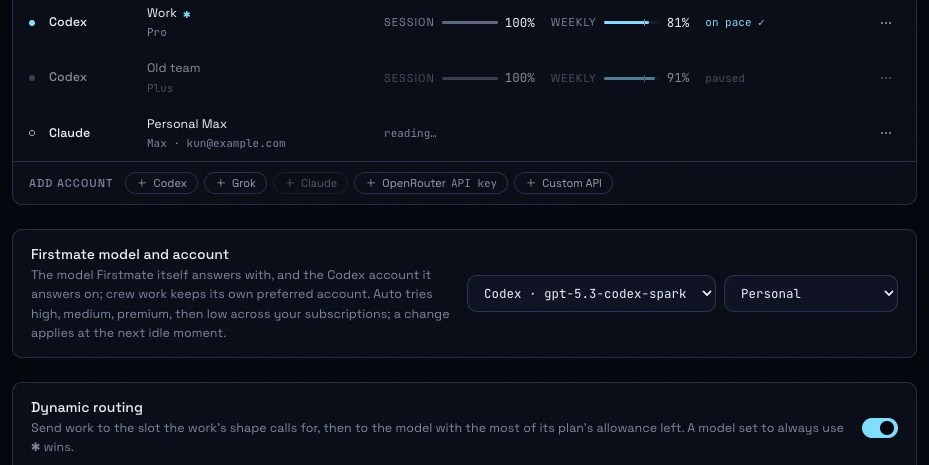 Codex Work ✱ SESSION 100% WEEKLY 81% on pace ✓ ...
Pro
Codex Old team SESSION 100% WEEKLY 91% paused ...
Plus
Claude Personal Max reading… ...
Max · kun@example.com
ADD ACCOUNT + Codex + Grok + Claude + OpenRouter API key + Custom API
Firstmate model and account
The model Firstmate itself answers with, and the Codex account it
answers on; crew work keeps its own preferred account. Auto tries
high, medium, premium, then low across your subscriptions; a change
applies at the next idle moment.
Codex · gpt-5.3-codex-spark Personal
Dynamic routing
Send work to the slot the work's shape calls for, then to the model with the most of its plan's allowance left. A model set to always use
✱ wins.